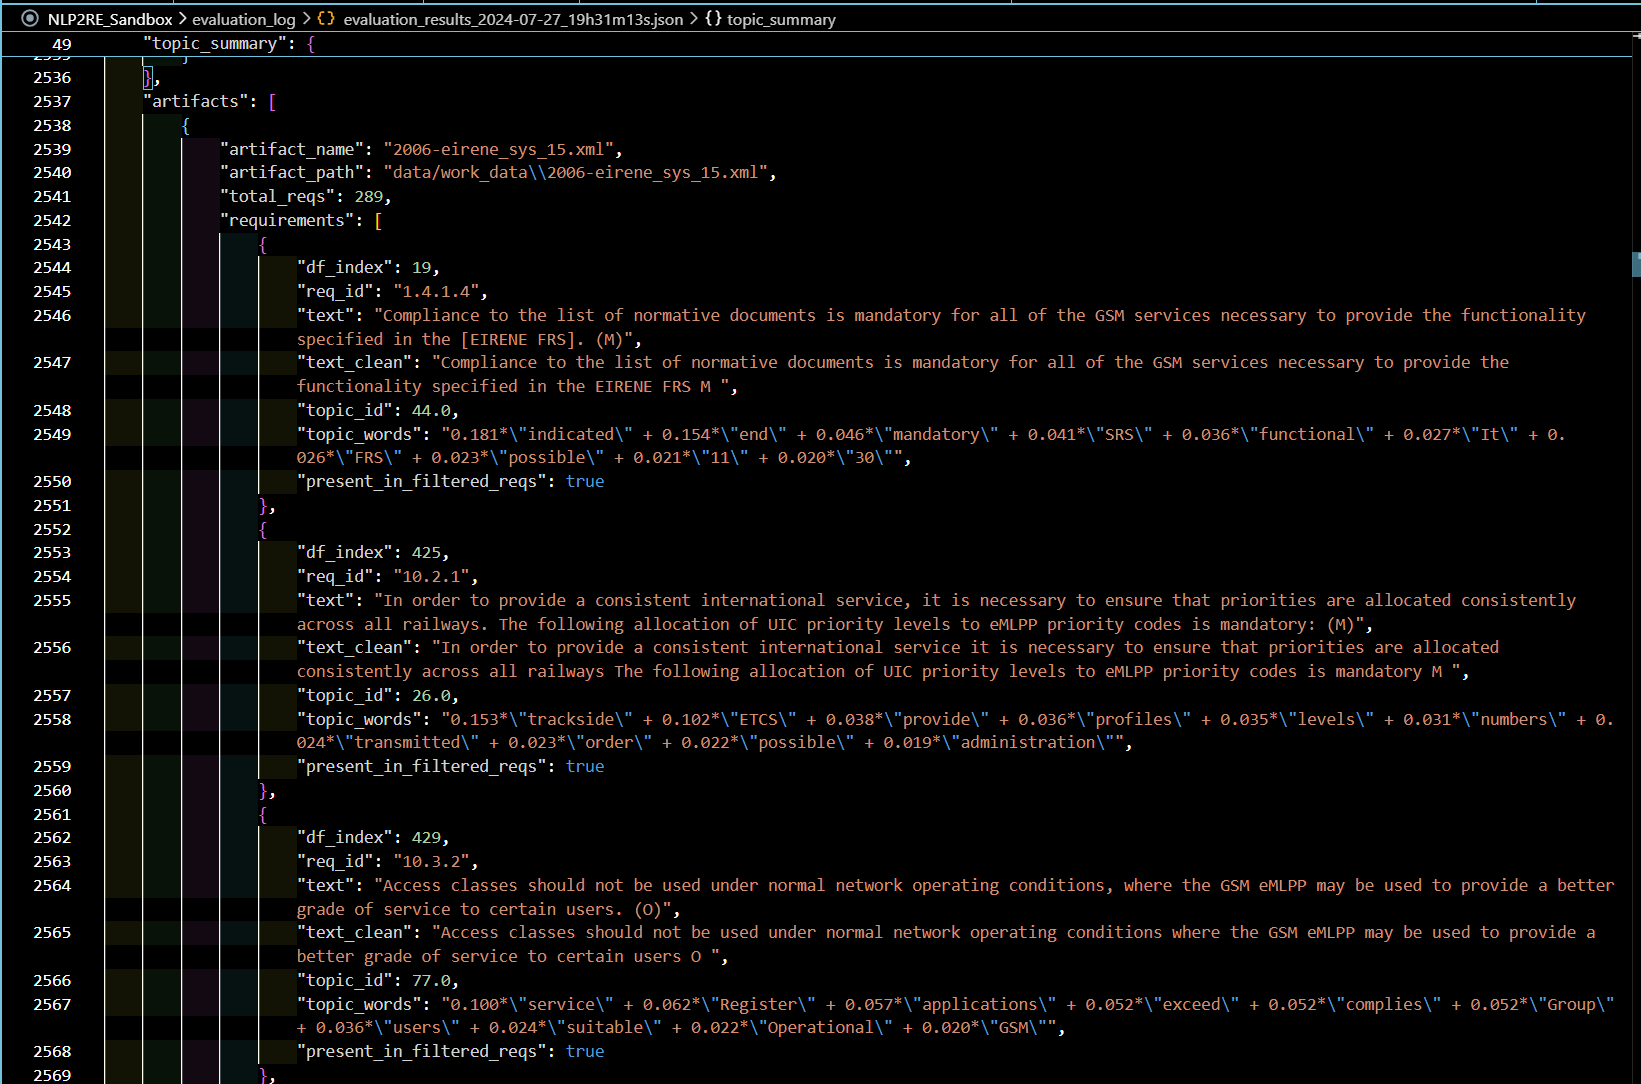 NLP2RE_Sandbox > evaluation_log > {} evaluation_results_2024-07-27_19h31m13s.json > {} topic_summary
49 "topic_summary": {
2535 }
2536 },
2537 "artifacts": [
2538 {
2539 "artifact_name": "2006-eirene_sys_15.xml",
2540 "artifact_path": "data/work_data\\2006-eirene_sys_15.xml",
2541 "total_reqs": 289,
2542 "requirements": [
2543 {
2544 "df_index": 19,
2545 "req_id": "1.4.1.4",
2546 "text": "Compliance to the list of normative documents is mandatory for all of the GSM services necessary to provide the functionality
specified in the [EIRENE FRS]. (M)",
2547 "text_clean": "Compliance to the list of normative documents is mandatory for all of the GSM services necessary to provide the
functionality specified in the EIRENE FRS M ",
2548 "topic_id": 44.0,
2549 "topic_words": "0.181*\"indicated\" + 0.154*\"end\" + 0.046*\"mandatory\" + 0.041*\"SRS\" + 0.036*\"functional\" + 0.027*\"It\" + 0.
026*\"FRS\" + 0.023*\"possible\" + 0.021*\"11\" + 0.020*\"30\"",
2550 "present_in_filtered_reqs": true
2551 },
2552 {
2553 "df_index": 425,
2554 "req_id": "10.2.1",
2555 "text": "In order to provide a consistent international service, it is necessary to ensure that priorities are allocated consistently
across all railways. The following allocation of UIC priority levels to eMLPP priority codes is mandatory: (M)",
2556 "text_clean": "In order to provide a consistent international service it is necessary to ensure that priorities are allocated
consistently across all railways The following allocation of UIC priority levels to eMLPP priority codes is mandatory M ",
2557 "topic_id": 26.0,
2558 "topic_words": "0.153*\"trackside\" + 0.102*\"ETCS\" + 0.038*\"provide\" + 0.036*\"profiles\" + 0.035*\"levels\" + 0.031*\"numbers\" + 0.
024*\"transmitted\" + 0.023*\"order\" + 0.022*\"possible\" + 0.019*\"administration\"",
2559 "present_in_filtered_reqs": true
2560 },
2561 {
2562 "df_index": 429,
2563 "req_id": "10.3.2",
2564 "text": "Access classes should not be used under normal network operating conditions, where the GSM eMLPP may be used to provide a better
grade of service to certain users. (O)",
2565 "text_clean": "Access classes should not be used under normal network operating conditions where the GSM eMLPP may be used to provide a
better grade of service to certain users O ",
2566 "topic_id": 77.0,
2567 "topic_words": "0.100*\"service\" + 0.062*\"Register\" + 0.057*\"applications\" + 0.052*\"exceed\" + 0.052*\"complies\" + 0.052*\"Group\"
+ 0.036*\"users\" + 0.024*\"suitable\" + 0.022*\"Operational\" + 0.020*\"GSM\"",
2568 "present_in_filtered_reqs": true
2569 },